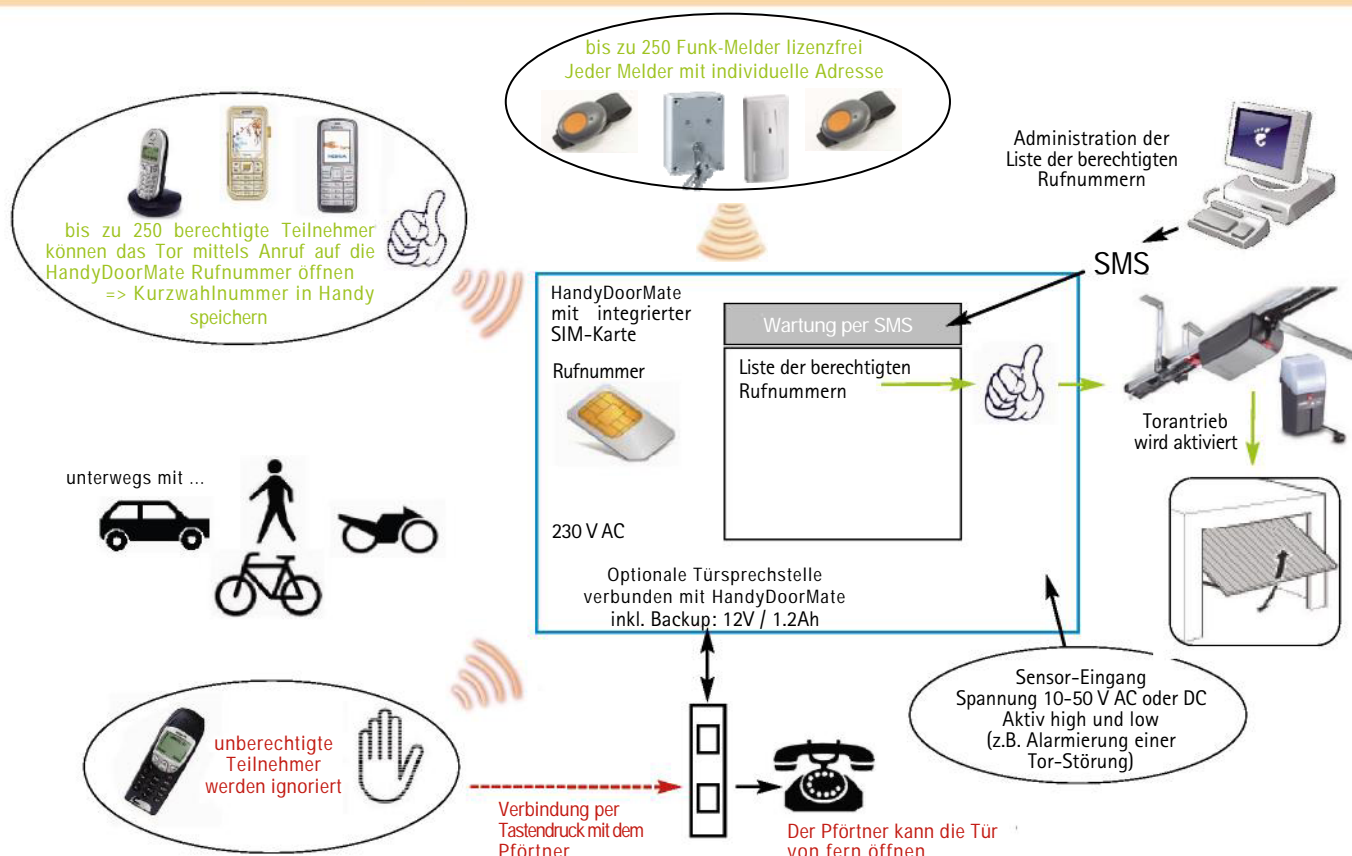 bis zu 250 Funk-Melder lizenzfrei
Jeder Melder mit individuelle Adresse
bis zu 250 berechtigte Teilnehmer
können das Tor mittels Anruf auf die
HandyDoorMate Rufnummer öffnen
=> Kurzwahlnummer in Handy
speichern
Administration der
Liste der berechtigten
Rufnummern
SMS
HandyDoorMate
mit integrierter
SIM-Karte
Rufnummer
230 V AC
Wartung per SMS
Liste der berechtigten
Rufnummern
Optionale Türsprechstelle
verbunden mit HandyDoorMate
inkl. Backup: 12V / 1.2Ah
Torantrieb
wird aktiviert
unterwegs mit ...
Sensor-Eingang
Spannung 10-50 V AC oder DC
Aktiv high und low
(z.B. Alarmierung einer
Tor-Störung)
unberechtigte
Teilnehmer
werden ignoriert
Verbindung per
Tastendruck mit dem
Pförtner
Der Pförtner kann die Tür
von fern öffnen